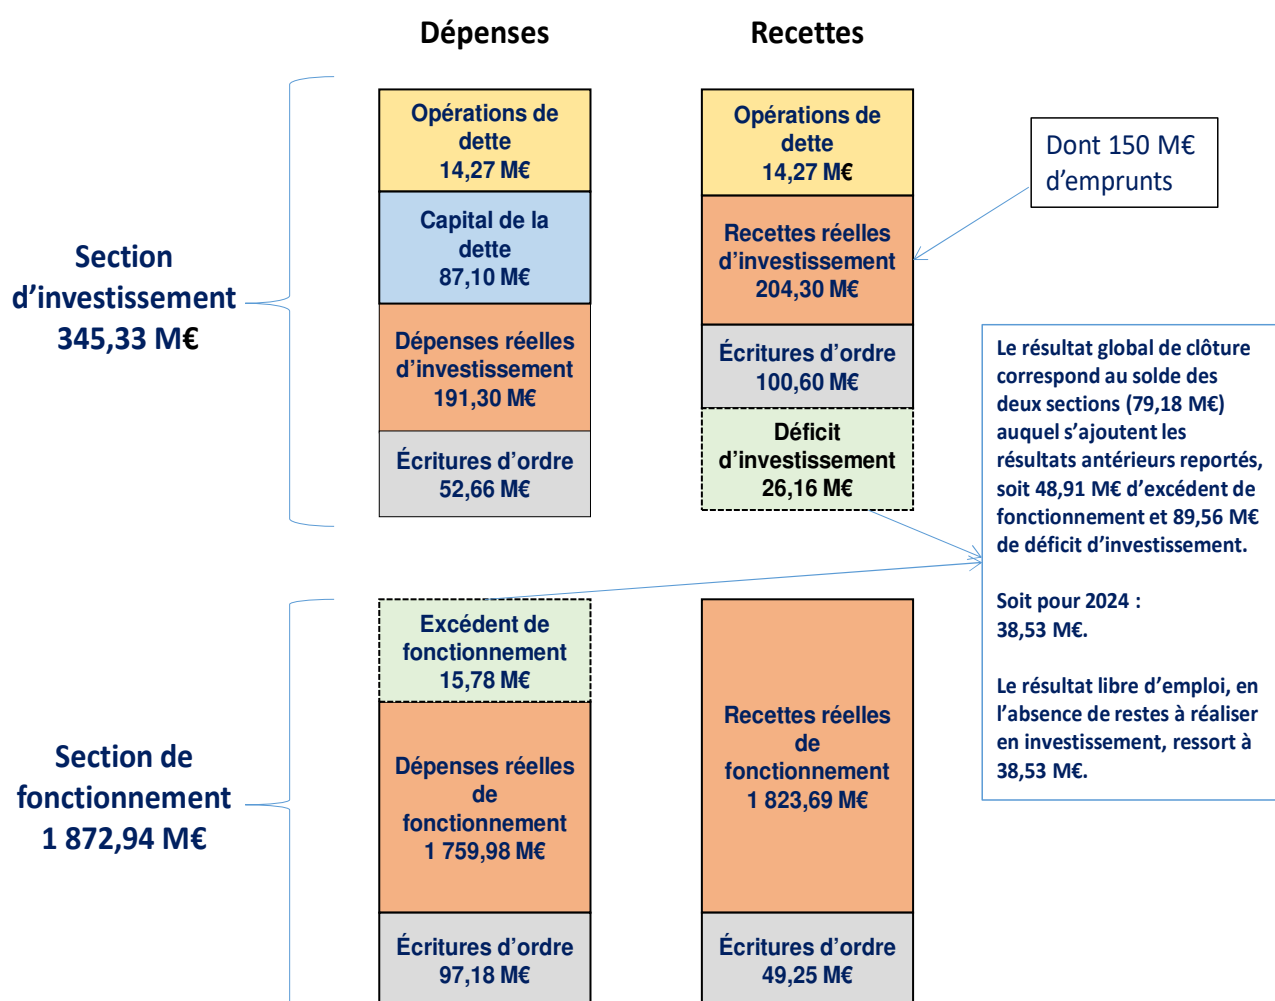 Dépenses
Recettes
Opérations de
dette
14,27 M€
Capital de la
dette
87,10 M€
Dépenses réelles
d’investissement
191,30 M€
Écritures d’ordre
52,66 M€
Opérations de
dette
14,27 M€
Recettes réelles
d’investissement
204,30 M€
Écritures d’ordre
100,60 M€
Déficit
d’investissement
26,16 M€
Dont 150 M€
d’emprunts
Section
d’investissement
345,33 M€
Le résultat global de clôture
correspond au solde des
deux sections (79,18 M€)
auquel s’ajoutent les
résultats antérieurs reportés,
soit 48,91 M€ d’excédent de
fonctionnement et 89,56 M€
de déficit d’investissement.
Soit pour 2024 :
38,53 M€.
Le résultat libre d’emploi, en
l’absence de restes à réaliser
en investissement, ressort à
38,53 M€.
Section de
fonctionnement
1 872,94 M€
Excédent de
fonctionnement
15,78 M€
Dépenses réelles
de
fonctionnement
1 759,98 M€
Écritures d’ordre
97,18 M€
Recettes réelles
de
fonctionnement
1 823,69 M€
Écritures d’ordre
49,25 M€